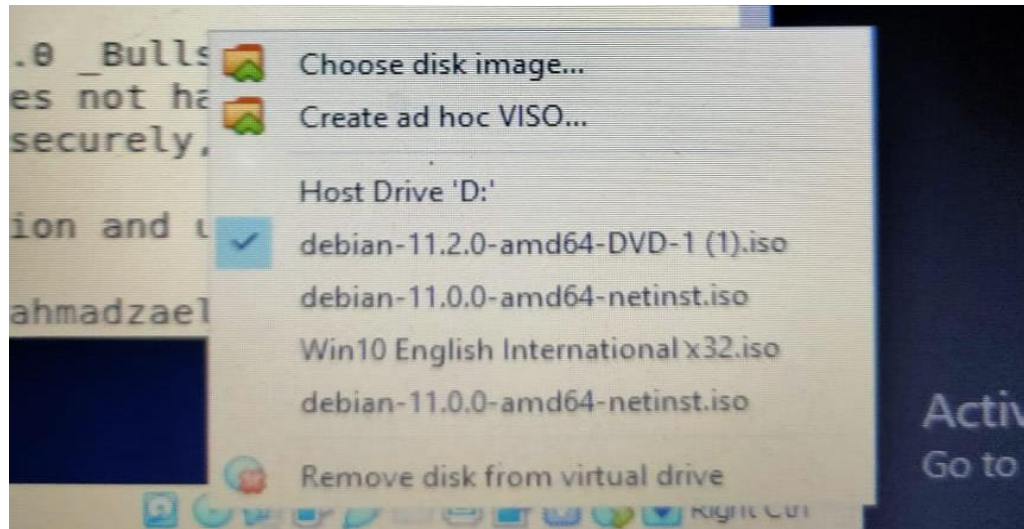 .0 _Bulls
es not ha
securely,
ion and
ahmadzael
Choose disk image...
Create ad hoc VISO...
Host Drive 'D:'
debian-11.2.0-amd64-DVD-1 (1).iso
debian-11.0.0-amd64-netinst.iso
Win10 English International x32.iso
debian-11.0.0-amd64-netinst.iso
Remove disk from virtual drive
Activ
Go to
Right Ctrl